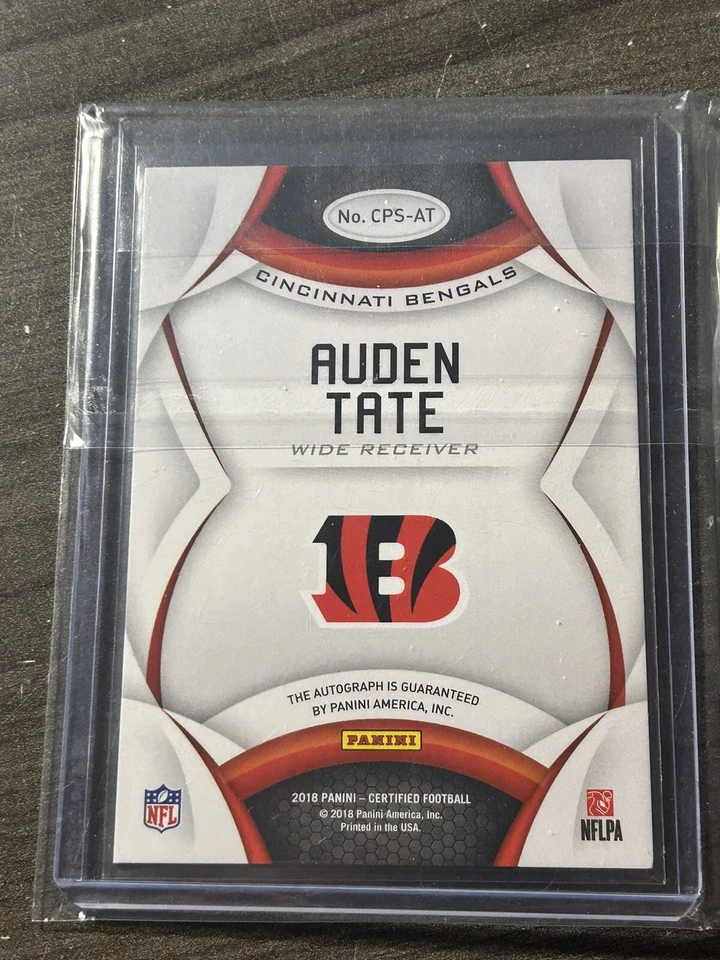 No. CPS-AT
CINCINNATI BENGALS
AUDEN
TATE
WIDE RECEIVER
B
THE AUTOGRAPH IS GUARANTEED
BY PANINI AMERICA, INC.
PANINI
NFL
2018 PANINI – CERTIFIED FOOTBALL
© 2018 Panini America, Inc.
Printed in the USA.
NFLPA